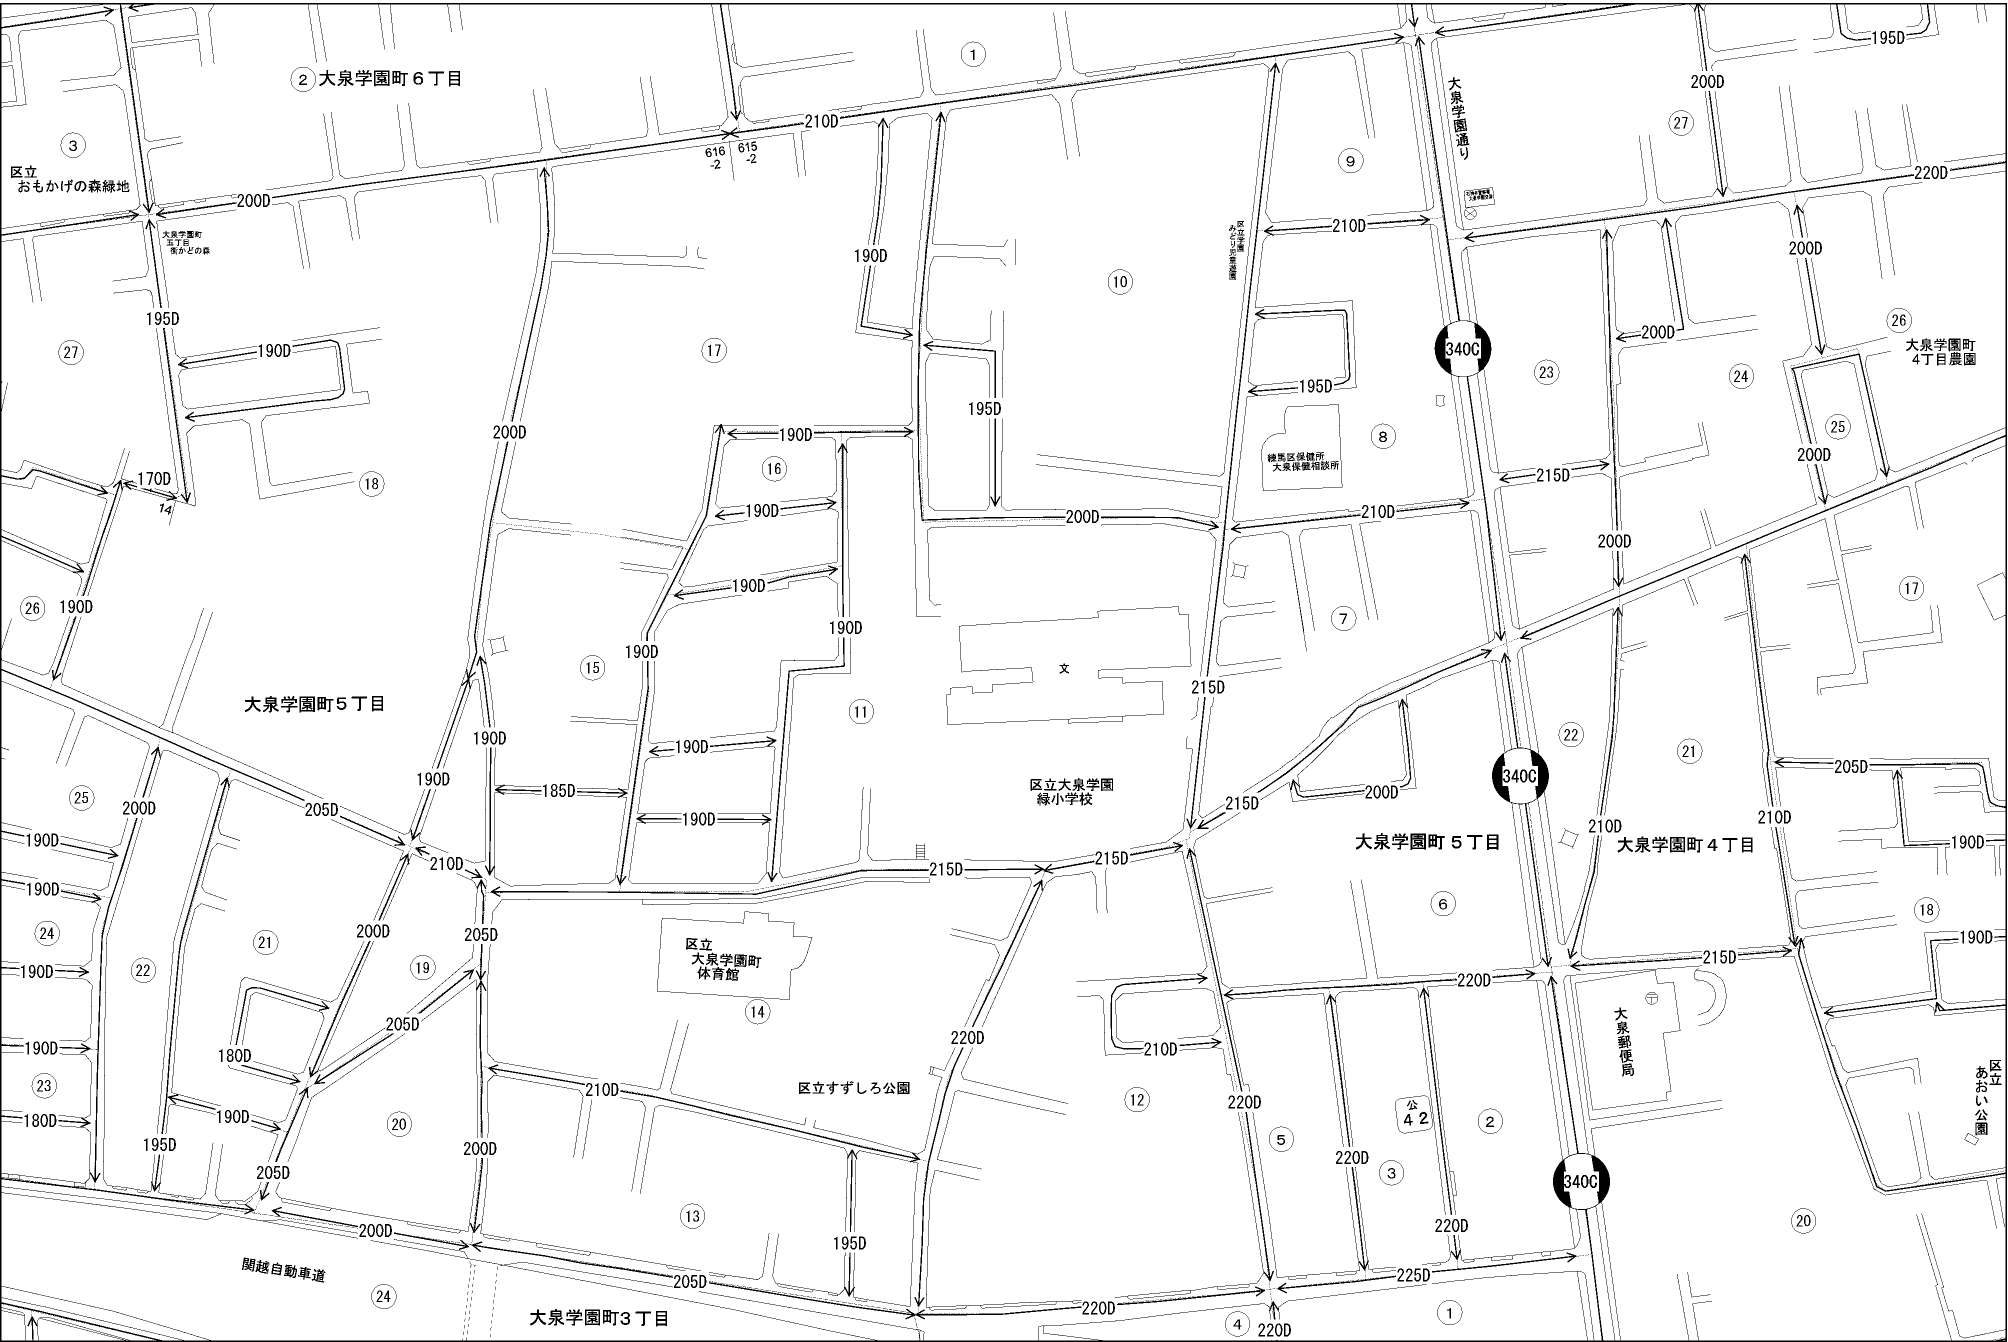 195D
①
② 大泉学園町6丁目
200D
大泉学園通り
③
210D
616
-2
615
-2
27
9
区立
おもかげの森緑地
220D
200D
大泉学園町
五丁目
街かどの森
区立学園
みどり児童遊園
210D
200D
190D
10
195D
26
200D
27
190D
17
340C
大泉学園町
4丁目農園
23
24
195D
195D
200D
190D
16
8
25
練馬区保健所
大泉保健相談所
200D
170D
14
18
190D
200D
210D
215D
200D
190D
26
190D
190D
7
17
190D
15
文
215D
大泉学園町5丁目
11
190D
190D
22
21
190D
185D
340C
205D
区立大泉学園
緑小学校
25
200D
205D
190D
215D
200D
210D
210D
190D
210D
215D
215D
大泉学園町5丁目
大泉学園町4丁目
190D
190D
24
21
200D
205D
6
18
190D
22
19
区立
大泉学園町
体育館
220D
215D
190D
14
205D
220D
大泉郵便局
190D
180D
210D
23
210D
区立すずしろ公園
12
220D
公
42
区立
あおい公園
180D
190D
20
5
2
195D
205D
200D
220D
3
340C
13
220D
20
200D
195D
関越自動車道
205D
225D
24
220D
大泉学園町3丁目
4
220D
1